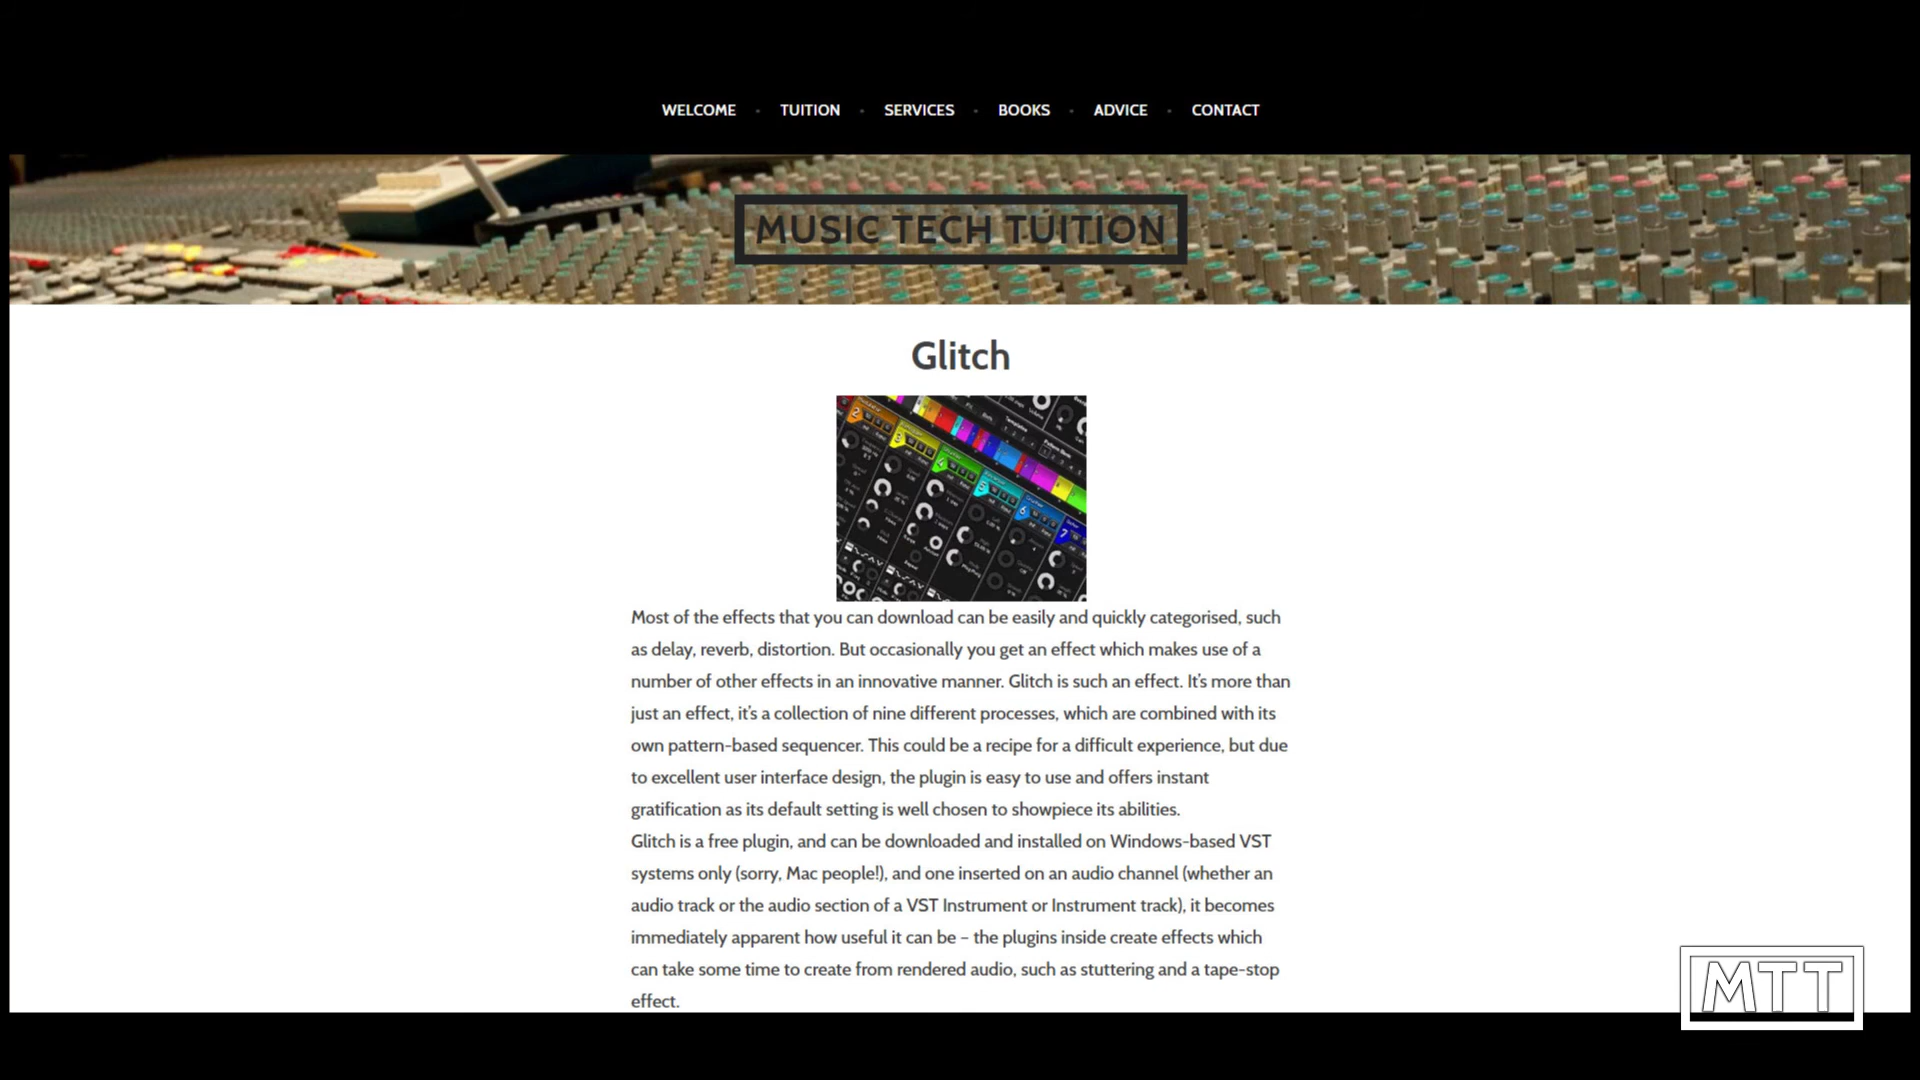 WELCOME • TUITION • SERVICES • BOOKS • ADVICE • CONTACT
MUSIC TECH TUITION
Glitch
2
3
4
5
6
7
Most of the effects that you can download can be easily and quickly categorised, such
as delay, reverb, distortion. But occasionally you get an effect which makes use of a
number of other effects in an innovative manner. Glitch is such an effect. It's more than
just an effect, it's a collection of nine different processes, which are combined with its
own pattern-based sequencer. This could be a recipe for a difficult experience, but due
to excellent user interface design, the plugin is easy to use and offers instant
gratification as its default setting is well chosen to showpiece its abilities.
Glitch is a free plugin, and can be downloaded and installed on Windows-based VST
systems only (sorry, Mac people!), and one inserted on an audio channel (whether an
audio track or the audio section of a VST Instrument or Instrument track), it becomes
immediately apparent how useful it can be – the plugins inside create effects which
can take some time to create from rendered audio, such as stuttering and a tape-stop
effect.
MTT